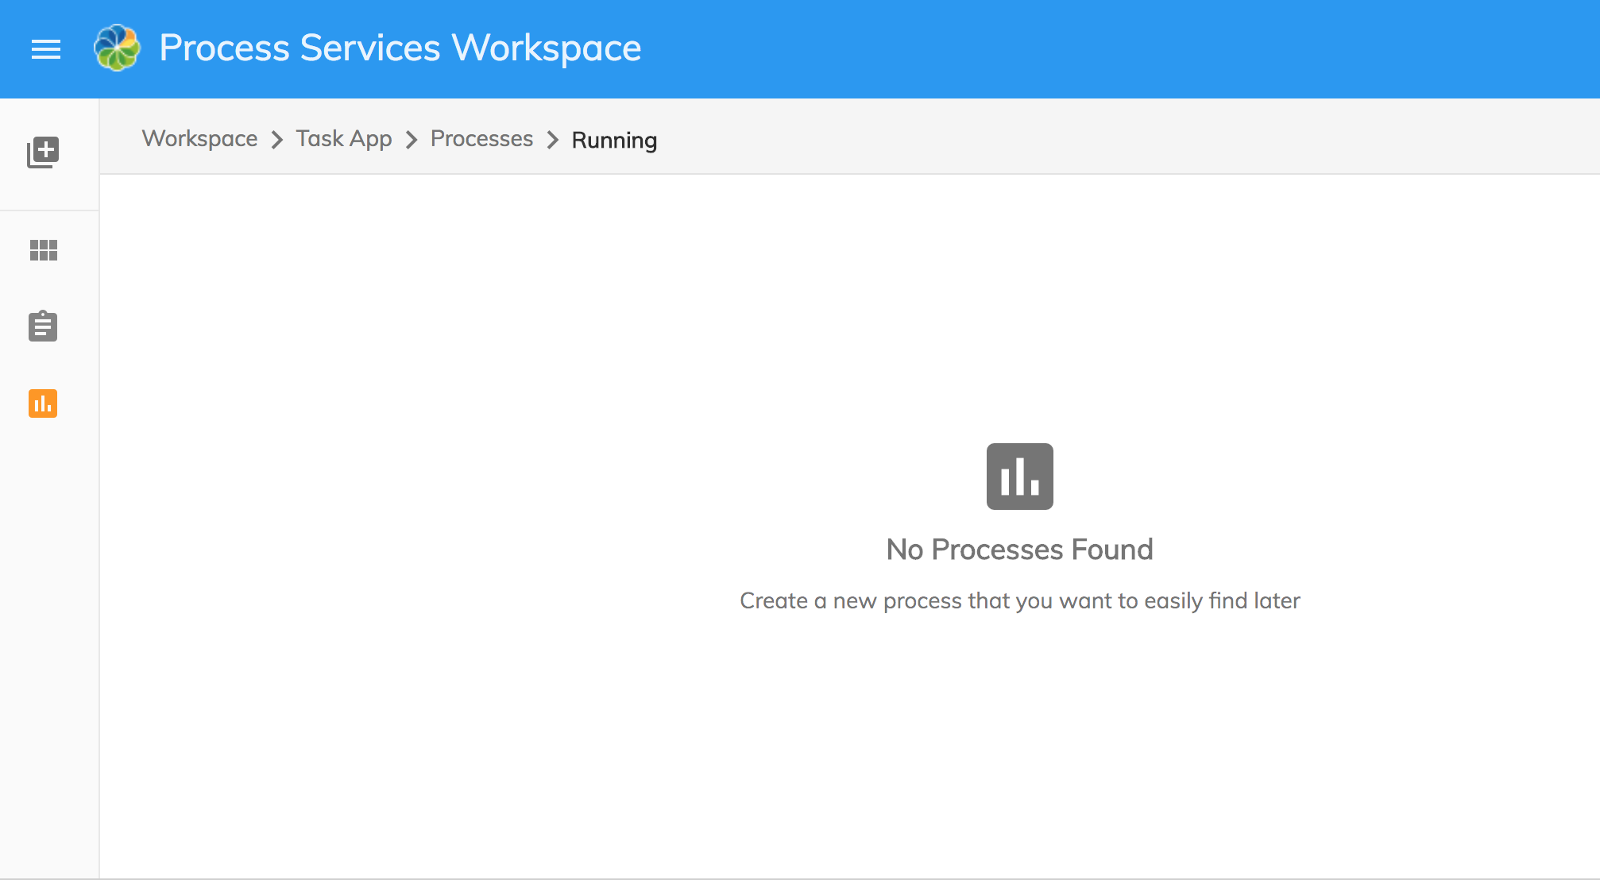 Process Services Workspace
Workspace Task App Processes Running
No Processes Found
Create a new process that you want to easily find later